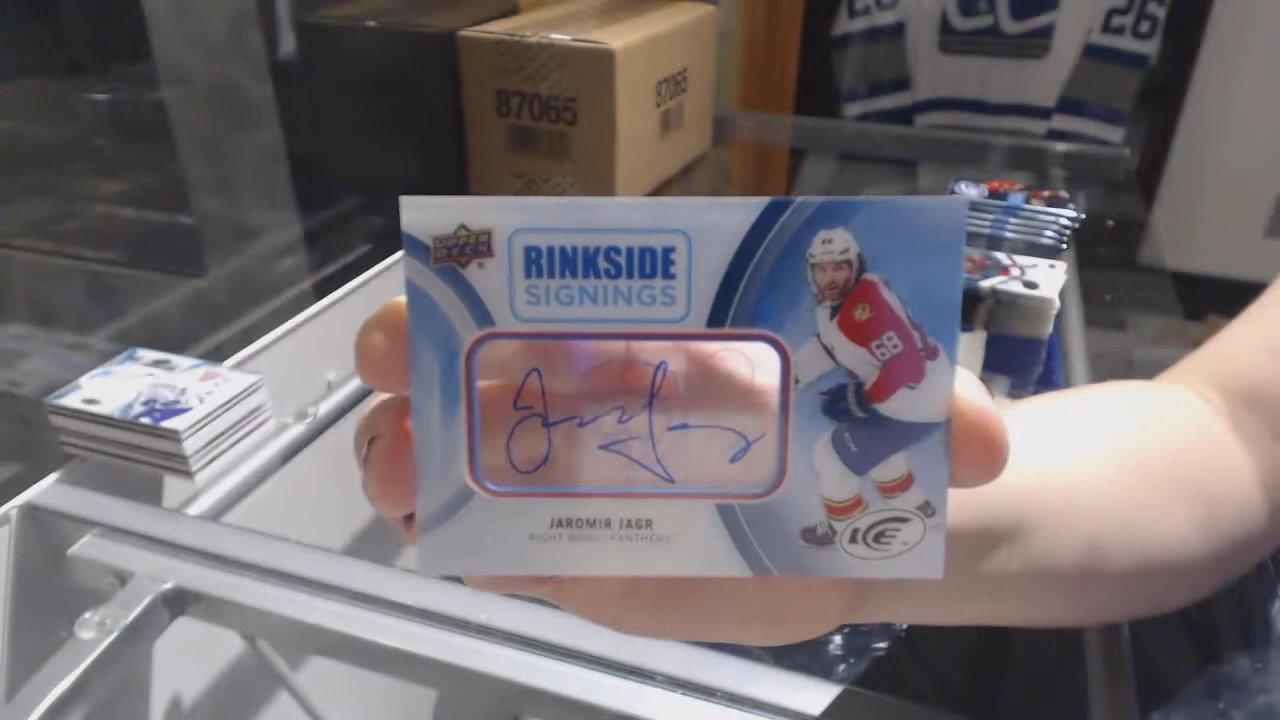 26
87065
87065
UPPER
DECK
RINKSIDE
SIGNINGS
68
JAROMIR JAGR
RIGHT WING - PANTHERS
ICE